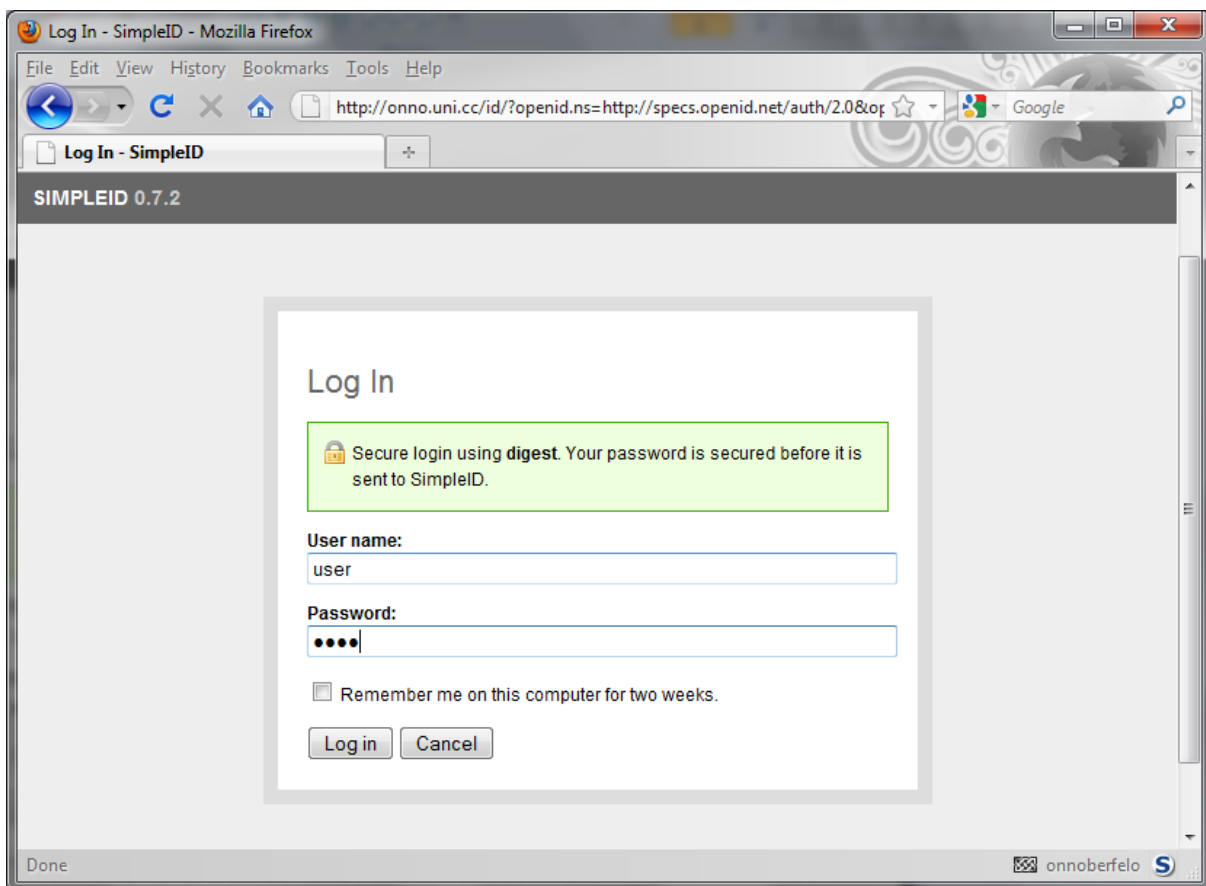 Log In - SimpleID - Mozilla Firefox
File Edit View History Bookmarks Tools Help
http://onno.uni.cc/id/?openid.ns=http://specs.openid.net/auth/2.0&op Google
Log In - SimpleID
SIMPLEID 0.7.2
Log In
Secure login using digest. Your password is secured before it is
sent to SimpleID.
User name:
user
Password:
••••
Remember me on this computer for two weeks.
Log in Cancel
Done onnoberfelo S